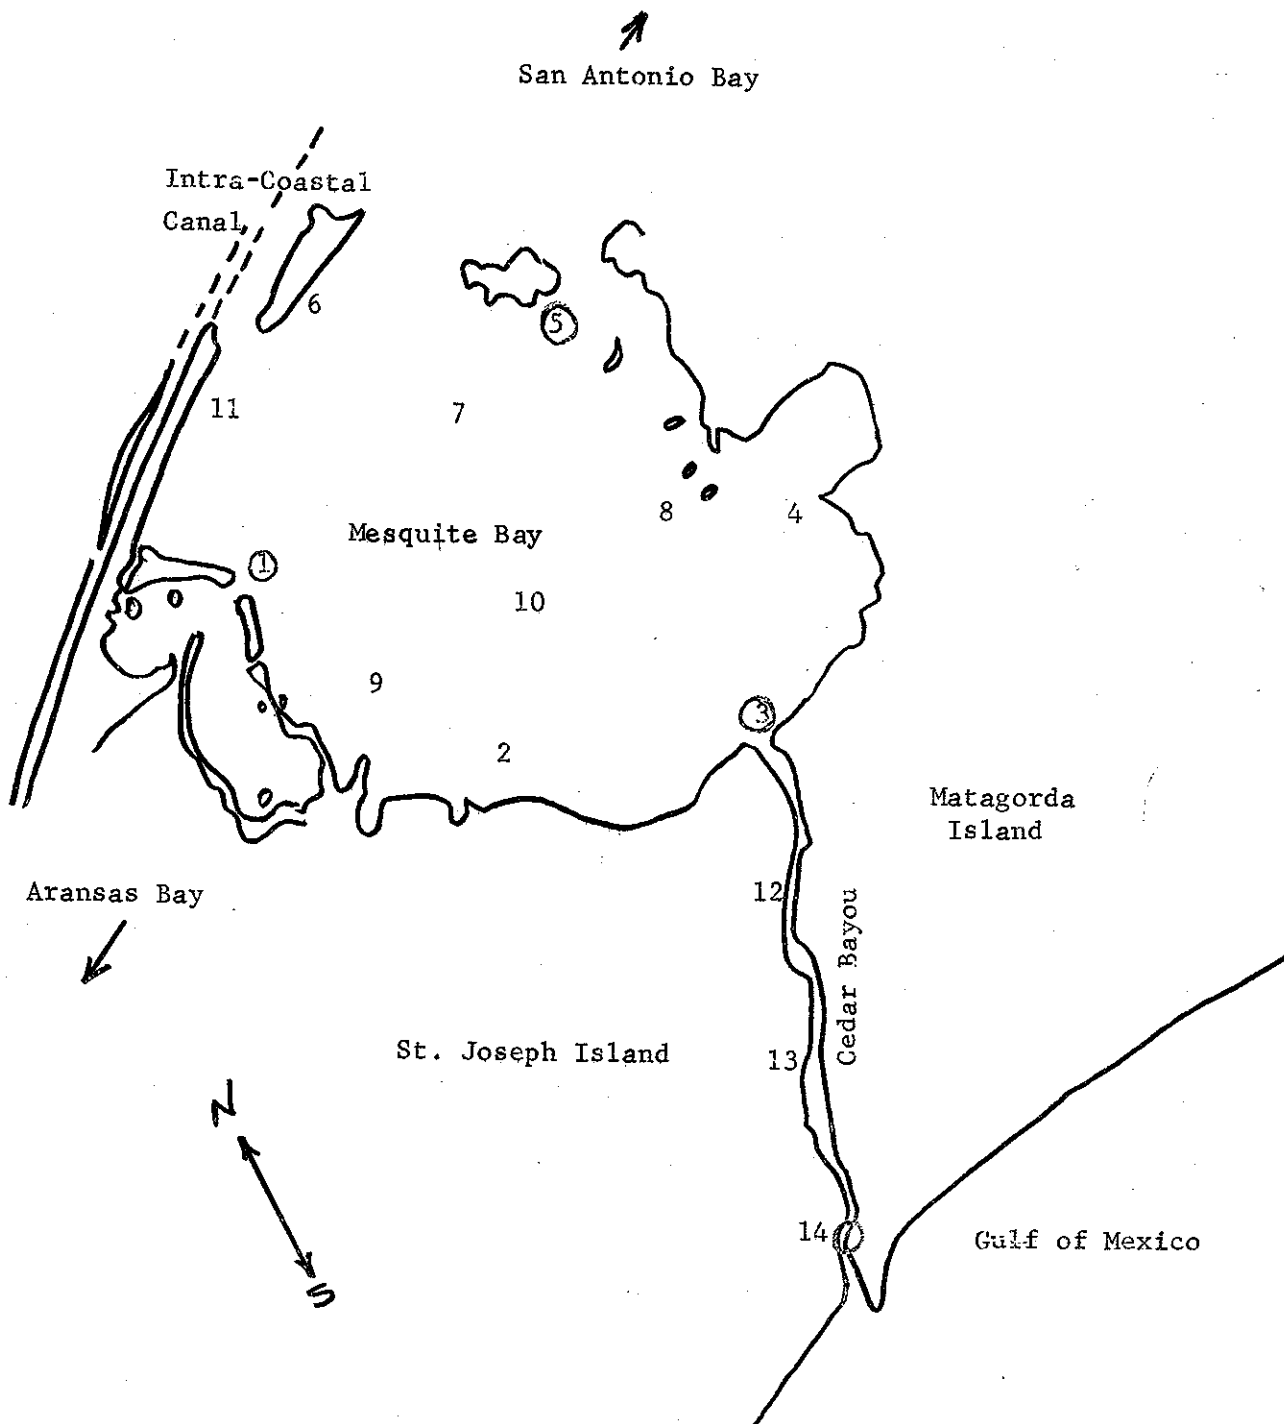 San Antonio Bay
Intra-Coastal
Canal
6
5
11
7
8
4
Mesquite Bay
1
10
9
3
2
Matagorda
Island
12
Aransas Bay
Cedar Bayou
St. Joseph Island
13
N
14
Gulf of Mexico
S